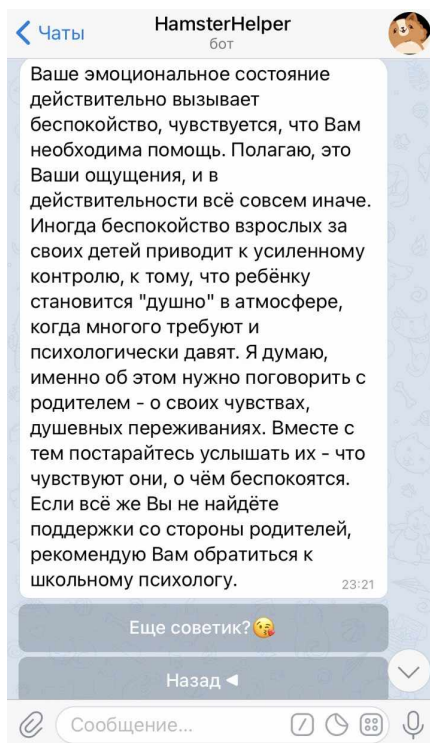 Чаты
HamsterHelper
бот
Ваше эмоциональное состояние
действительно вызывает
беспокойство, чувствуется, что Вам
необходима помощь. Полагаю, это
Ваши ощущения, и в
действительности всё совсем иначе.
Иногда беспокойство взрослых за
своих детей приводит к усиленному
контролю, к тому, что ребёнку
становится "душно" в атмосфере,
когда многого требуют и
психологически давят. Я думаю,
именно об этом нужно поговорить с
родителем - о своих чувствах,
душевных переживаниях. Вместе с
тем постарайтесь услышать их - что
чувствуют они, о чём беспокоятся.
Если всё же Вы не найдёте
поддержки со стороны родителей,
рекомендую Вам обратиться к
школьному психологу.
23:21
Еще советик?😘
Назад ◀
Сообщение...